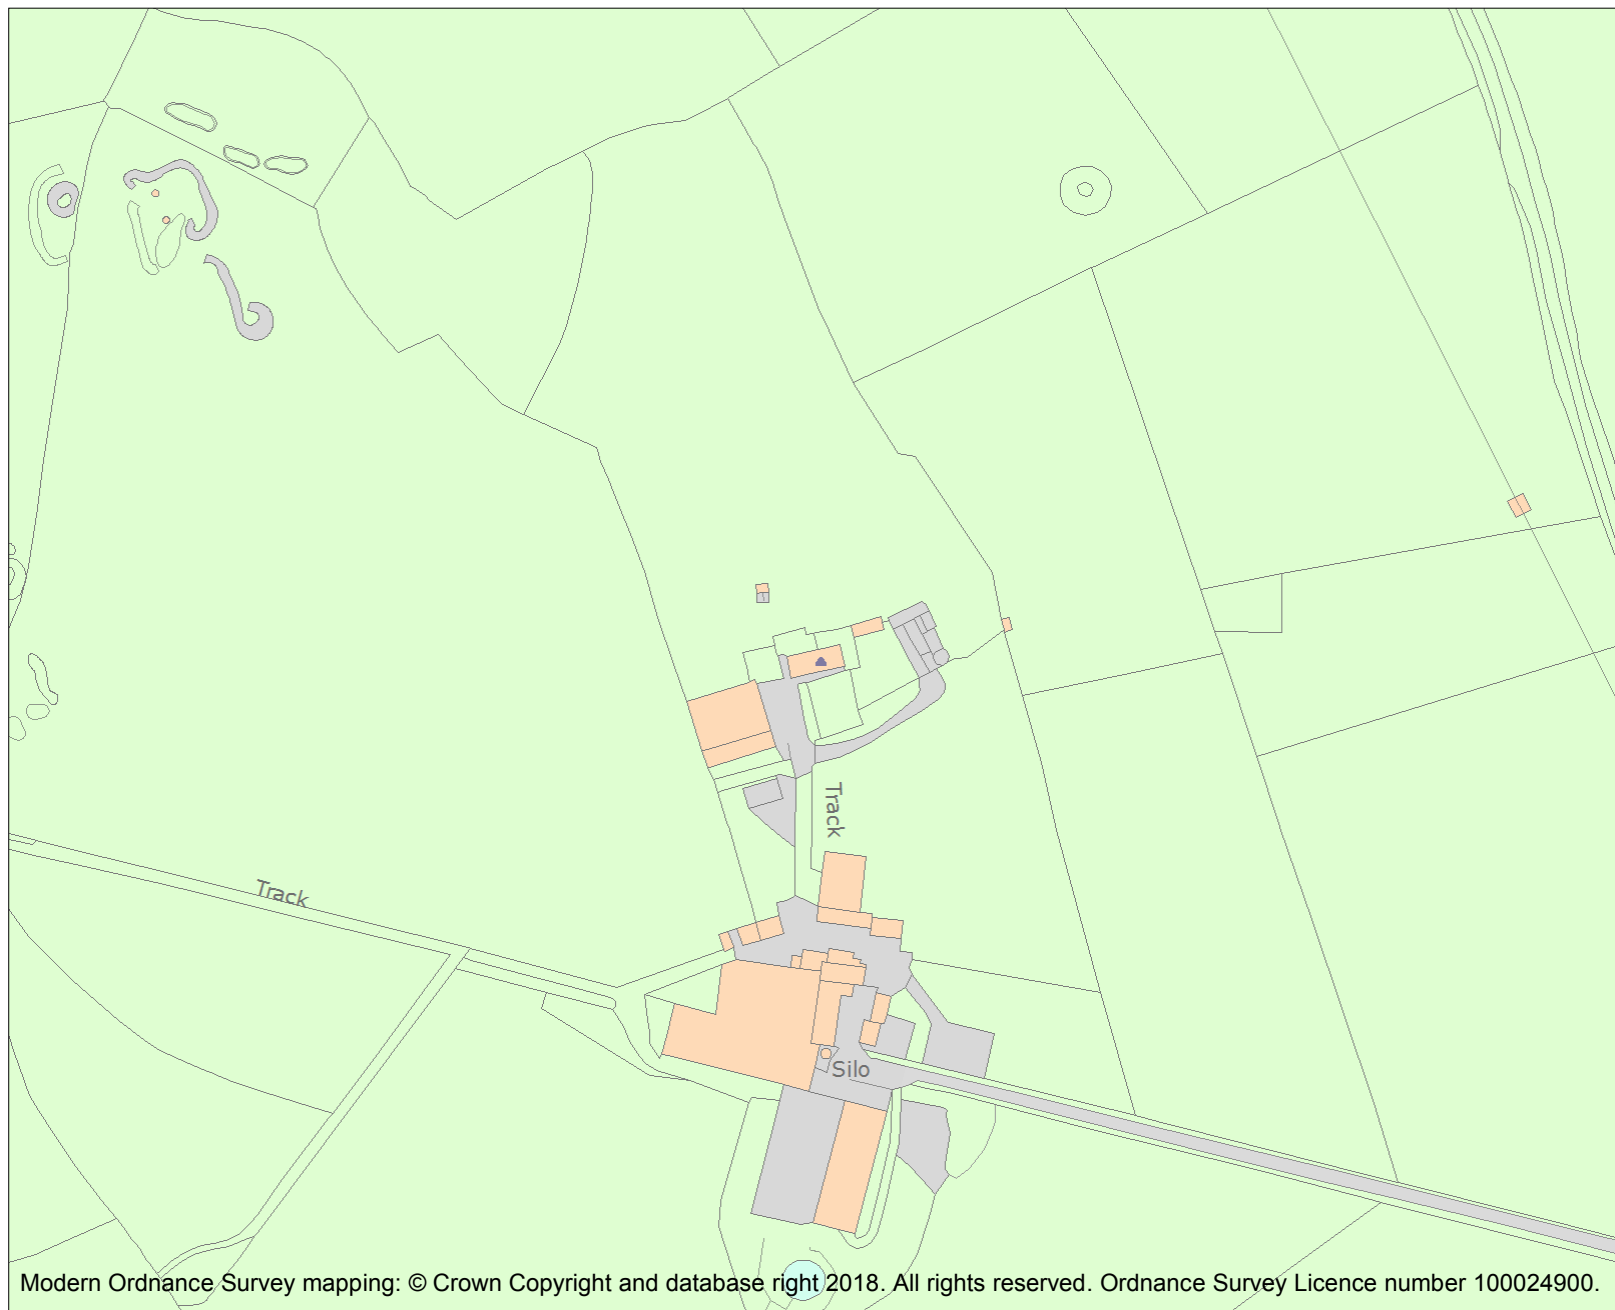 Track
Track
Silo
Modern Ordnance Survey mapping: © Crown Copyright and database right 2018. All rights reserved. Ordnance Survey Licence number 100024900.